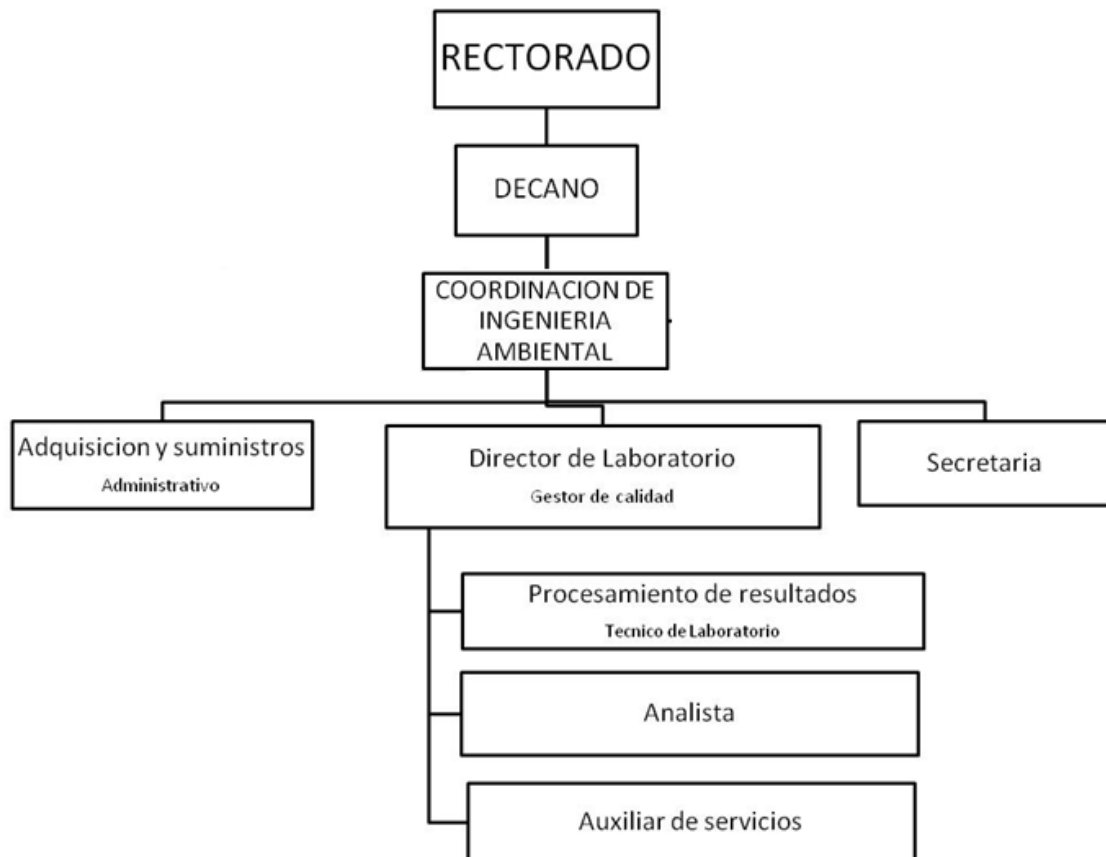 RECTORADO
DECANO
COORDINACION DE
INGENIERIA
AMBIENTAL
Adquisicion y suministros
Administrativo
Director de Laboratorio
Gestor de calidad
Secretaria
Procesamiento de resultados
Tecnico de Laboratorio
Analista
Auxiliar de servicios